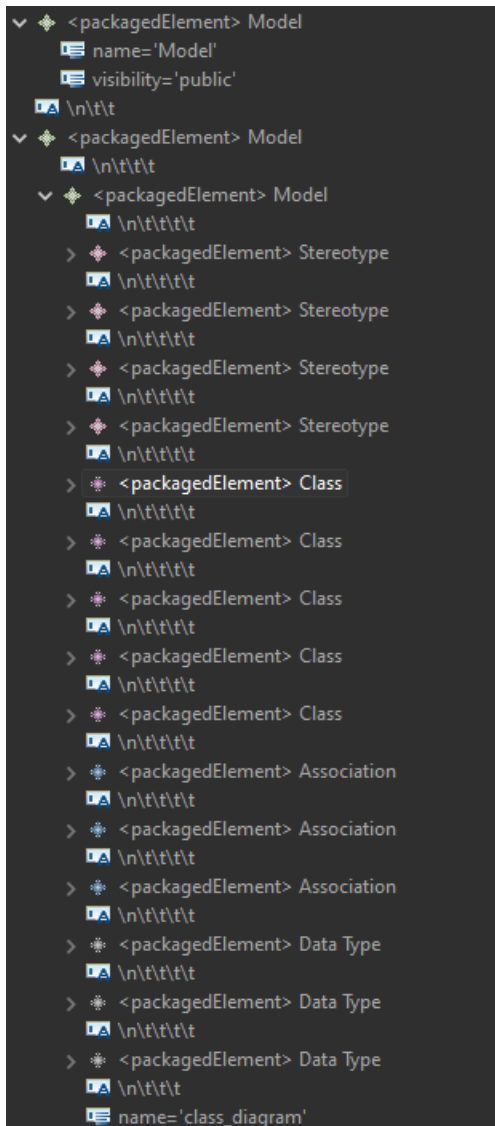 <packagedElement> Model
name='Model'
visibility='public'
\n\t\t
<packagedElement> Model
\n\t\t\t
<packagedElement> Model
\n\t\t\t\t
<packagedElement> Stereotype
\n\t\t\t\t
<packagedElement> Stereotype
\n\t\t\t\t
<packagedElement> Stereotype
\n\t\t\t\t
<packagedElement> Stereotype
\n\t\t\t\t
<packagedElement> Class
\n\t\t\t\t
<packagedElement> Class
\n\t\t\t\t
<packagedElement> Class
\n\t\t\t\t
<packagedElement> Class
\n\t\t\t\t
<packagedElement> Class
\n\t\t\t\t
<packagedElement> Association
\n\t\t\t\t
<packagedElement> Association
\n\t\t\t\t
<packagedElement> Association
\n\t\t\t\t
<packagedElement> Data Type
\n\t\t\t\t
<packagedElement> Data Type
\n\t\t\t\t
<packagedElement> Data Type
\n\t\t\t
name='class_diagram'